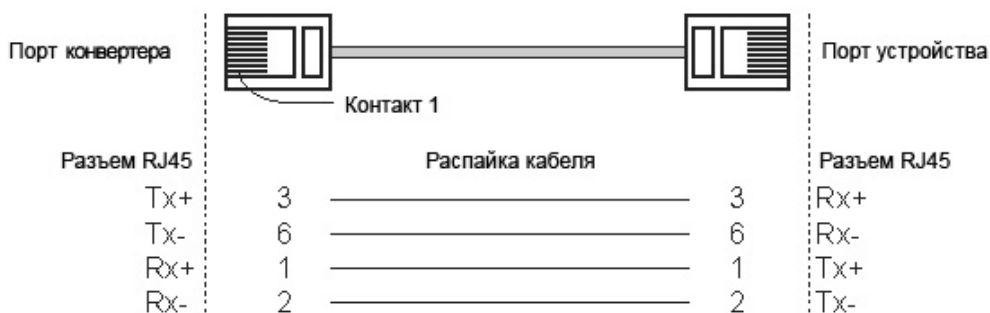 Порт конвертера
Порт устройства
Контакт 1
Разъем RJ45 Распайка кабеля Разъем RJ45
Tx+ 3 3 Rx+
Tx- 6 6 Rx-
Rx+ 1 1 Tx+
Rx- 2 2 Tx-